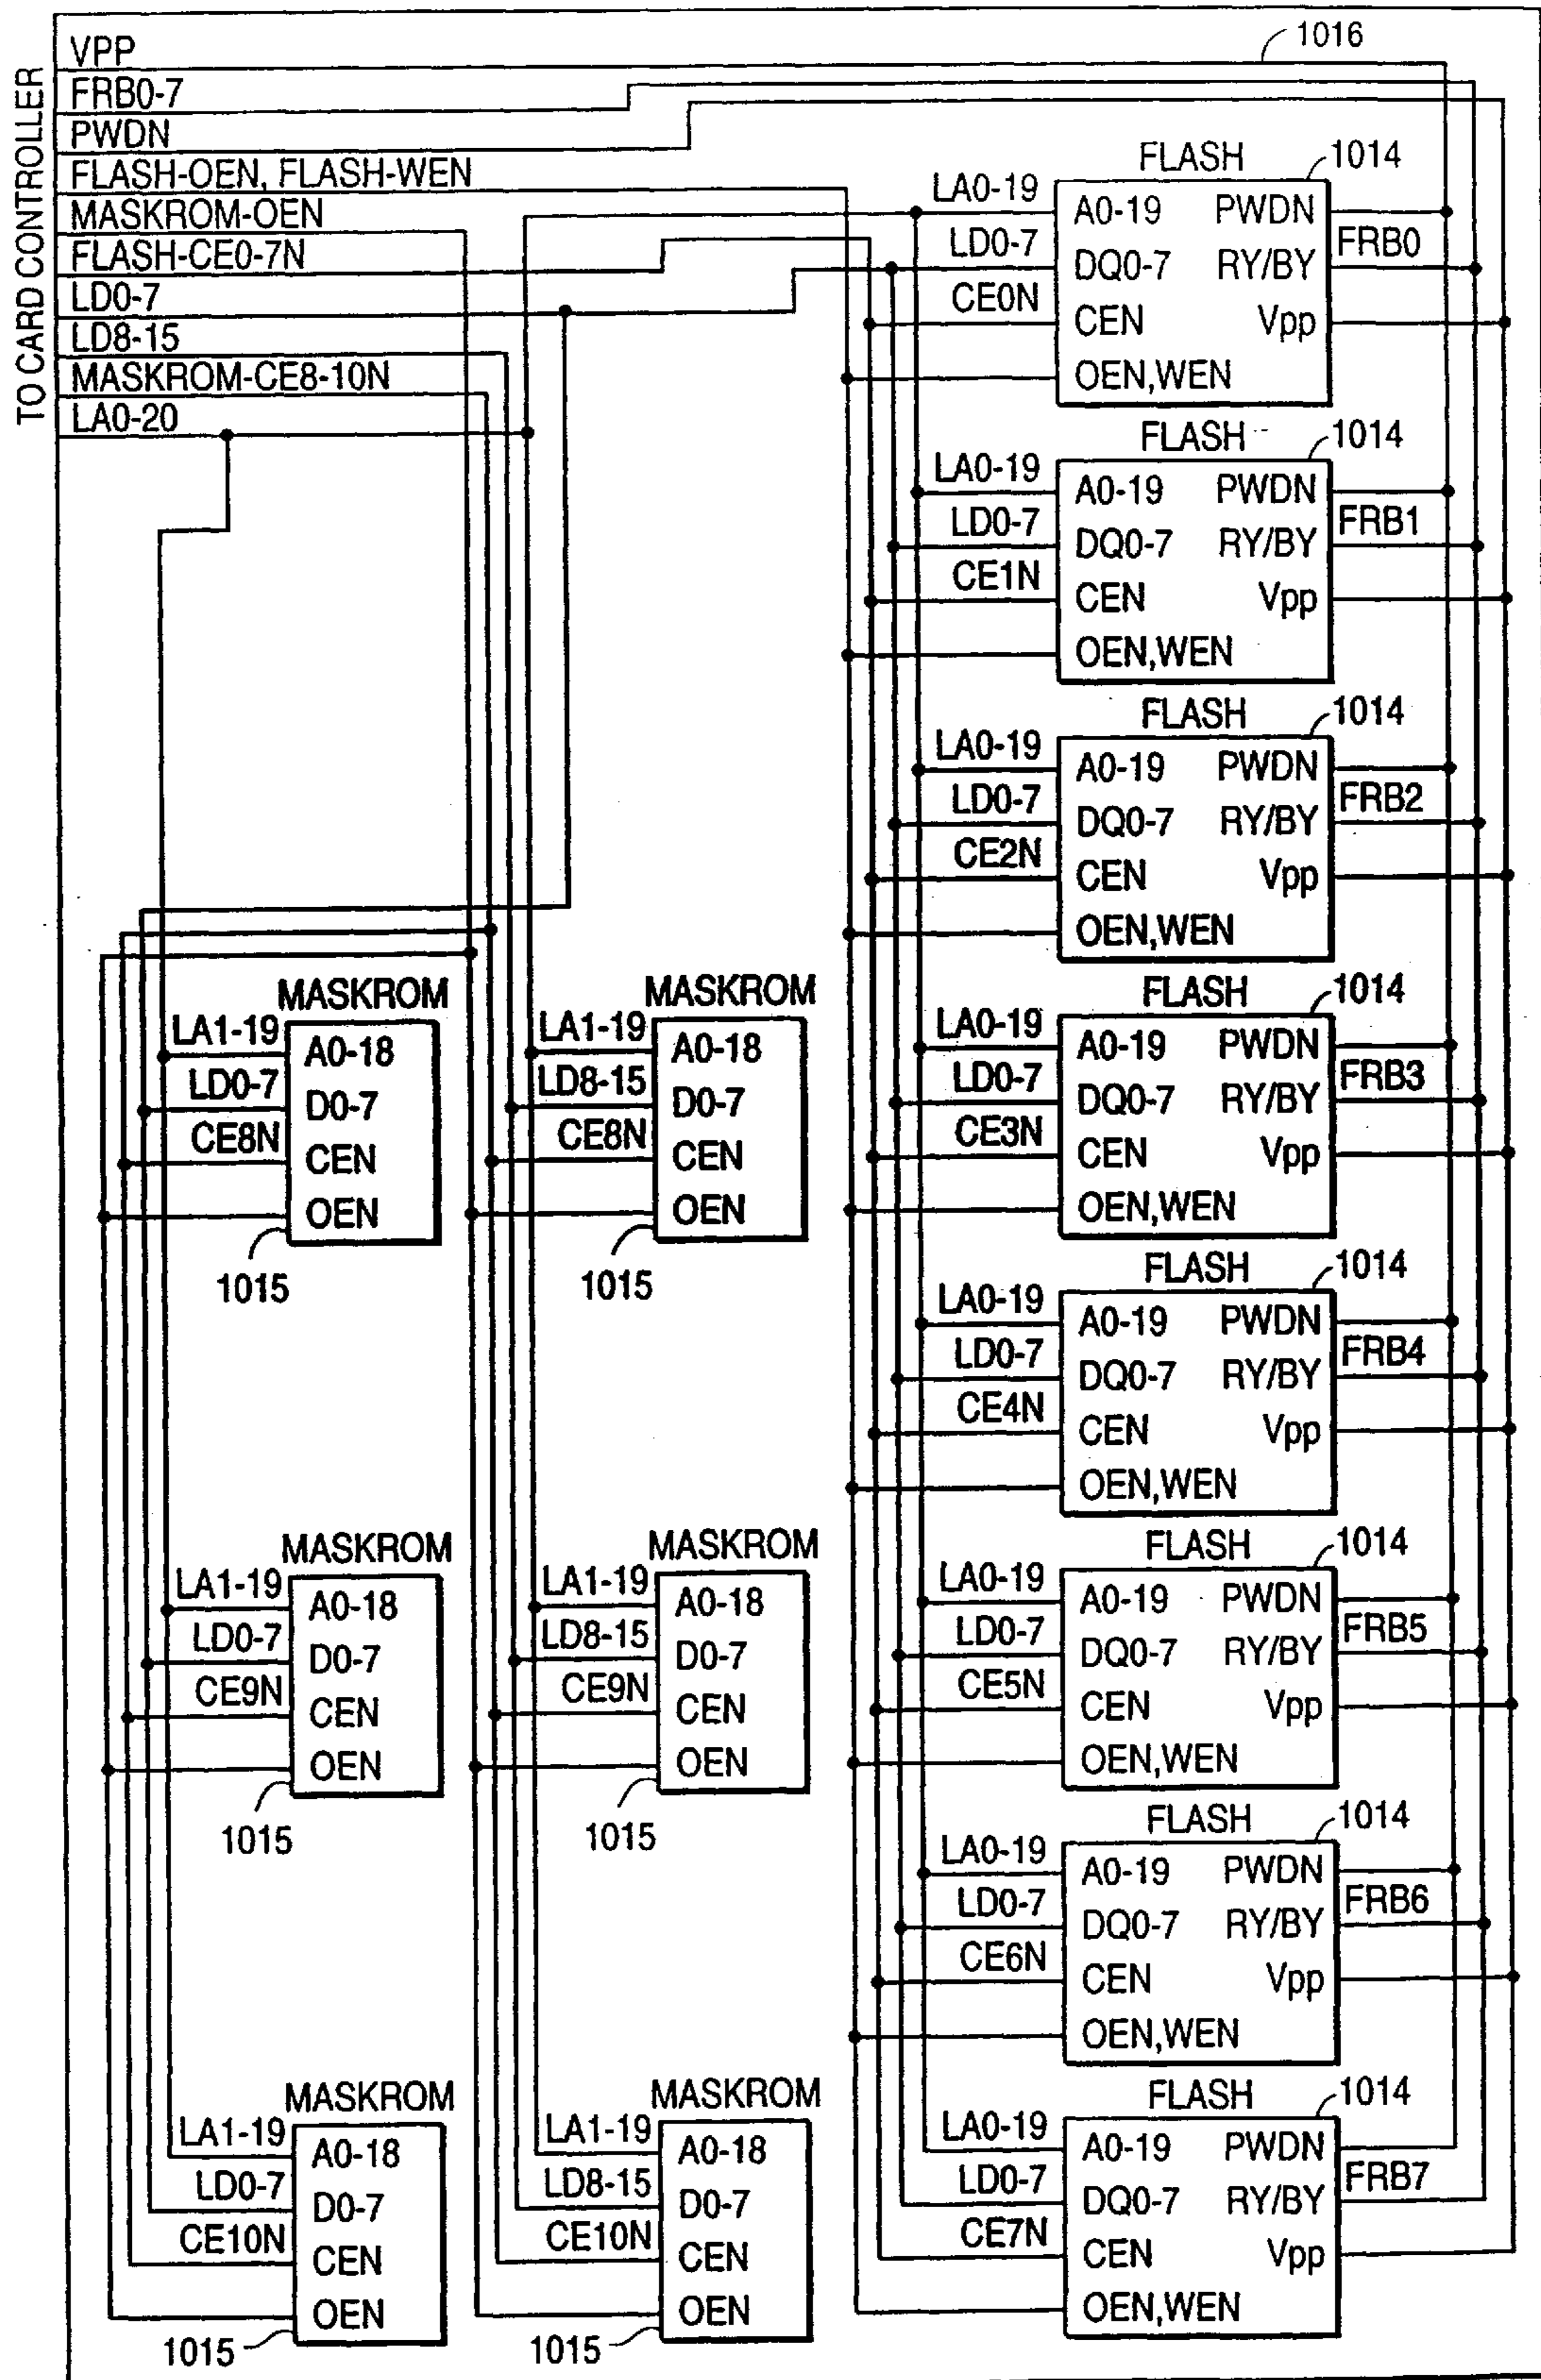 TO CARD CONTROLLER
VPP
FRB0-7
PWDN
FLASH-OEN, FLASH-WEN
MASKROM-OEN
FLASH-CE0-7N
LD0-7
LD8-15
MASKROM-CE8-10N
LA0-20
1016
FLASH 1014
LA0-19 A0-19 PWDN
LD0-7 DQ0-7 RY/BY FRB0
CE0N CEN Vpp
OEN,WEN
FLASH 1014
LA0-19 A0-19 PWDN
LD0-7 DQ0-7 RY/BY FRB1
CE1N CEN Vpp
OEN,WEN
FLASH 1014
LA0-19 A0-19 PWDN
LD0-7 DQ0-7 RY/BY FRB2
CE2N CEN Vpp
OEN,WEN
FLASH 1014
LA0-19 A0-19 PWDN
LD0-7 DQ0-7 RY/BY FRB3
CE3N CEN Vpp
OEN,WEN
FLASH 1014
LA0-19 A0-19 PWDN
LD0-7 DQ0-7 RY/BY FRB4
CE4N CEN Vpp
OEN,WEN
FLASH 1014
LA0-19 A0-19 PWDN
LD0-7 DQ0-7 RY/BY FRB5
CE5N CEN Vpp
OEN,WEN
FLASH 1014
LA0-19 A0-19 PWDN
LD0-7 DQ0-7 RY/BY FRB6
CE6N CEN Vpp
OEN,WEN
FLASH 1014
LA0-19 A0-19 PWDN
LD0-7 DQ0-7 RY/BY FRB7
CE7N CEN Vpp
OEN,WEN
MASKROM
LA1-19 A0-18
LD0-7 D0-7
CE8N CEN
OEN
1015
MASKROM
LA1-19 A0-18
LD8-15 D0-7
CE8N CEN
OEN
1015
MASKROM
LA1-19 A0-18
LD0-7 D0-7
CE9N CEN
OEN
1015
MASKROM
LA1-19 A0-18
LD8-15 D0-7
CE9N CEN
OEN
1015
MASKROM
LA1-19 A0-18
LD0-7 D0-7
CE10N CEN
OEN
1015
MASKROM
LA1-19 A0-18
LD8-15 D0-7
CE10N CEN
OEN
1015